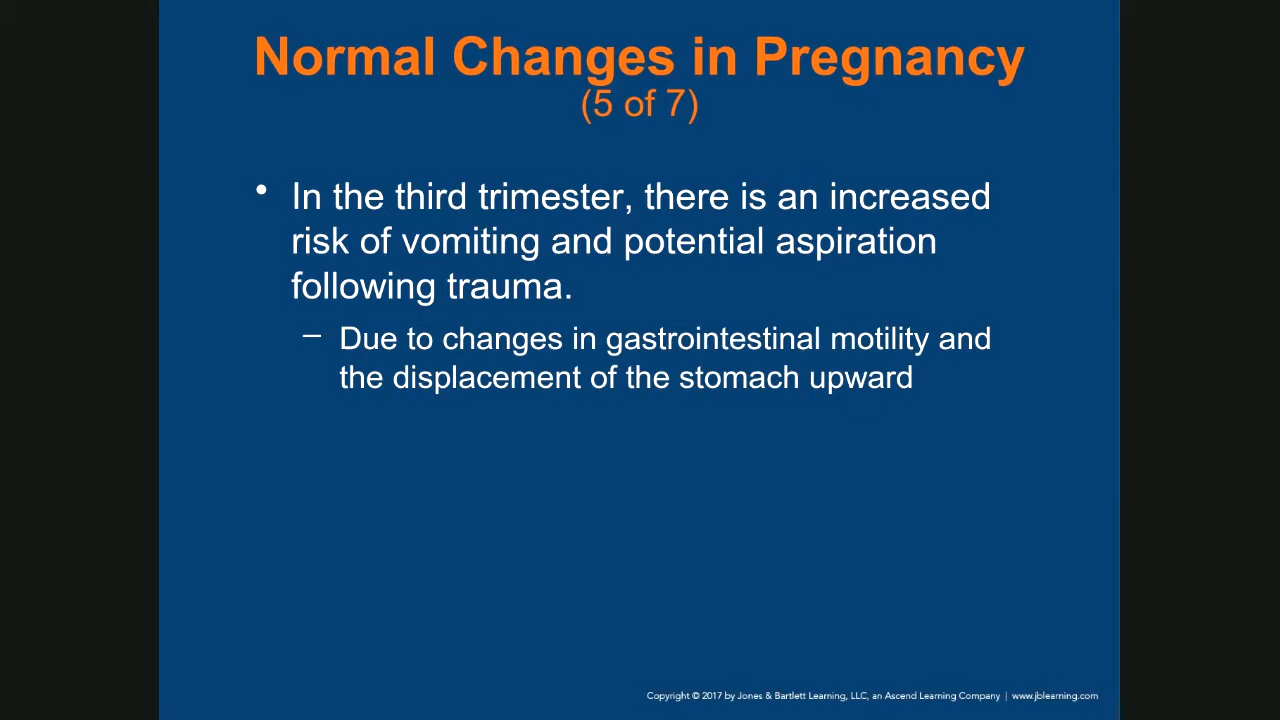 Normal Changes in Pregnancy
(5 of 7)
• In the third trimester, there is an increased
risk of vomiting and potential aspiration
following trauma.
– Due to changes in gastrointestinal motility and
the displacement of the stomach upward
Copyright © 2017 by Jones & Bartlett Learning, LLC, an Ascend Learning Company | www.jblearning.com